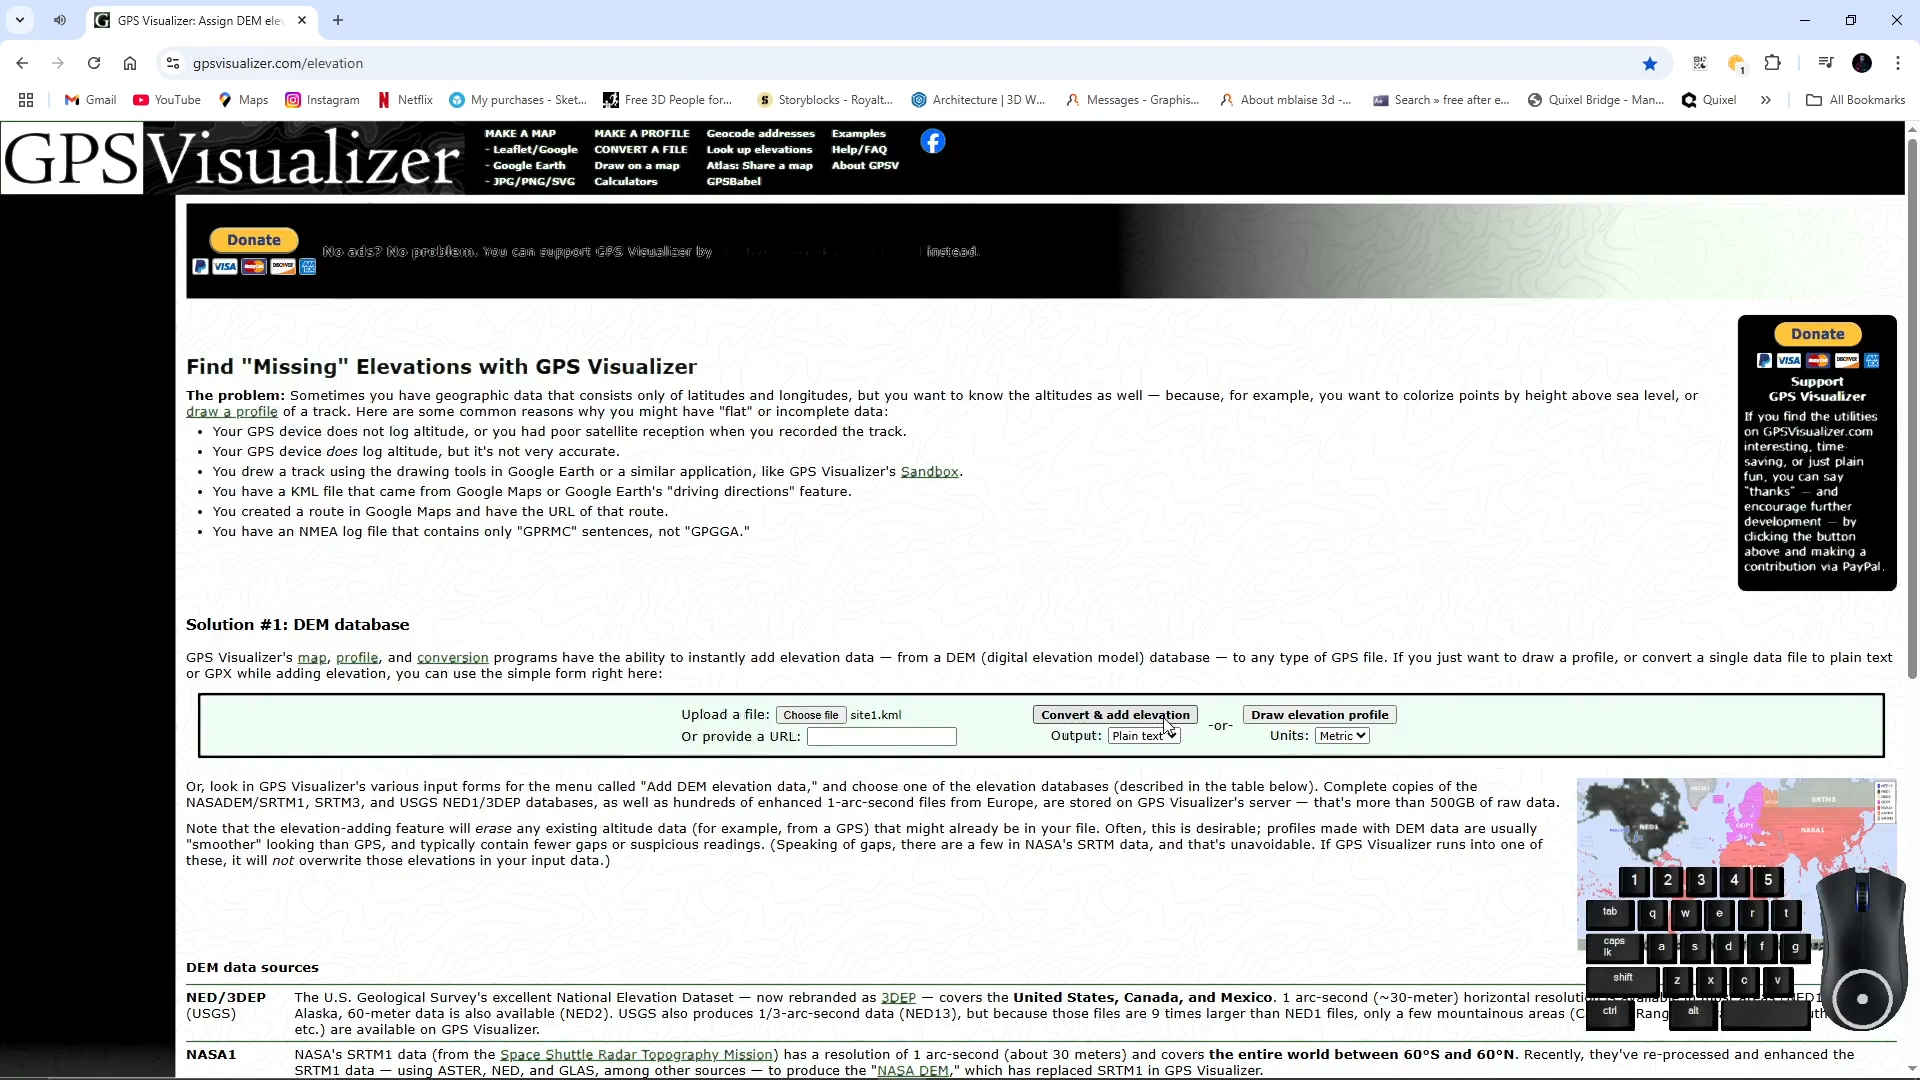 GPS Visualizer: Assign DEM ele
gpsvisualizer.com/elevation
1
Gmail
YouTube
Maps
Instagram
Netflix
My purchases - Sket...
Free 3D People for...
Storyblocks - Royalt...
Architecture | 3D W...
Messages - Graphis...
About mblaise 3d -...
Search » free after e...
Quixel Bridge - Man...
Quixel
All Bookmarks
GPSVisualizer
MAKE A MAP
- Leaflet/Google
- Google Earth
- JPG/PNG/SVG
MAKE A PROFILE
CONVERT A FILE
Draw on a map
Calculators
Geocode addresses
Look up elevations
Atlas: Share a map
GPSBabel
Examples
Help/FAQ
About GPSV
Donate
VISA
DISCOVER
No ads? No problem. You can support GPS Visualizer by
instead.
Find "Missing" Elevations with GPS Visualizer
The problem: Sometimes you have geographic data that consists only of latitudes and longitudes, but you want to know the altitudes as well — because, for example, you want to colorize points by height above sea level, or
draw a profile of a track. Here are some common reasons why you might have "flat" or incomplete data:
• Your GPS device does not log altitude, or you had poor satellite reception when you recorded the track.
• Your GPS device does log altitude, but it's not very accurate.
• You drew a track using the drawing tools in Google Earth or a similar application, like GPS Visualizer's Sandbox.
• You have a KML file that came from Google Maps or Google Earth's "driving directions" feature.
• You created a route in Google Maps and have the URL of that route.
• You have an NMEA log file that contains only "GPRMC" sentences, not "GPGGA."
Donate
VISA
DISCOVER
Support
GPS Visualizer
If you find the utilities
on GPSVisualizer.com
interesting, time-
saving, or just plain
fun, you can say
"thanks" — and
encourage further
development — by
clicking the button
above and making a
contribution via PayPal.
Solution #1: DEM database
GPS Visualizer's map, profile, and conversion programs have the ability to instantly add elevation data — from a DEM (digital elevation model) database — to any type of GPS file. If you just want to draw a profile, or convert a single data file to plain text
or GPX while adding elevation, you can use the simple form right here:
Upload a file: Choose file site1.kml
Or provide a URL:
Convert & add elevation
Output: Plain text
-or-
Draw elevation profile
Units: Metric
Or, look in GPS Visualizer's various input forms for the menu called "Add DEM elevation data," and choose one of the elevation databases (described in the table below). Complete copies of the
NASADEM/SRTM1, SRTM3, and USGS NED1/3DEP databases, as well as hundreds of enhanced 1-arc-second files from Europe, are stored on GPS Visualizer's server — that's more than 500GB of raw data.
Note that the elevation-adding feature will erase any existing altitude data (for example, from a GPS) that might already be in your file. Often, this is desirable; profiles made with DEM data are usually
"smoother" looking than GPS, and typically contain fewer gaps or suspicious readings. (Speaking of gaps, there are a few in NASA's SRTM data, and that's unavoidable. If GPS Visualizer runs into one of
these, it will not overwrite those elevations in your input data.)
SRTM3
NED1
ODP1
NASA1
1 2 3 4 5
tab q w e r t
caps lk a s d f g
shift z x c v
ctrl alt
DEM data sources
NED/3DEP
(USGS)
The U.S. Geological Survey's excellent National Elevation Dataset — now rebranded as 3DEP — covers the United States, Canada, and Mexico. 1 arc-second (~30-meter) horizontal resolution
Alaska, 60-meter data is also available (NED2). USGS also produces 1/3-arc-second data (NED13), but because those files are 9 times larger than NED1 files, only a few mountainous areas
etc.) are available on GPS Visualizer.
NASA1
NASA's SRTM1 data (from the Space Shuttle Radar Topography Mission) has a resolution of 1 arc-second (about 30 meters) and covers the entire world between 60°S and 60°N. Recently, they've re-processed and enhanced the
SRTM1 data — using ASTER, NED, and GLAS, among other sources — to produce the "NASA DEM," which has replaced SRTM1 in GPS Visualizer.